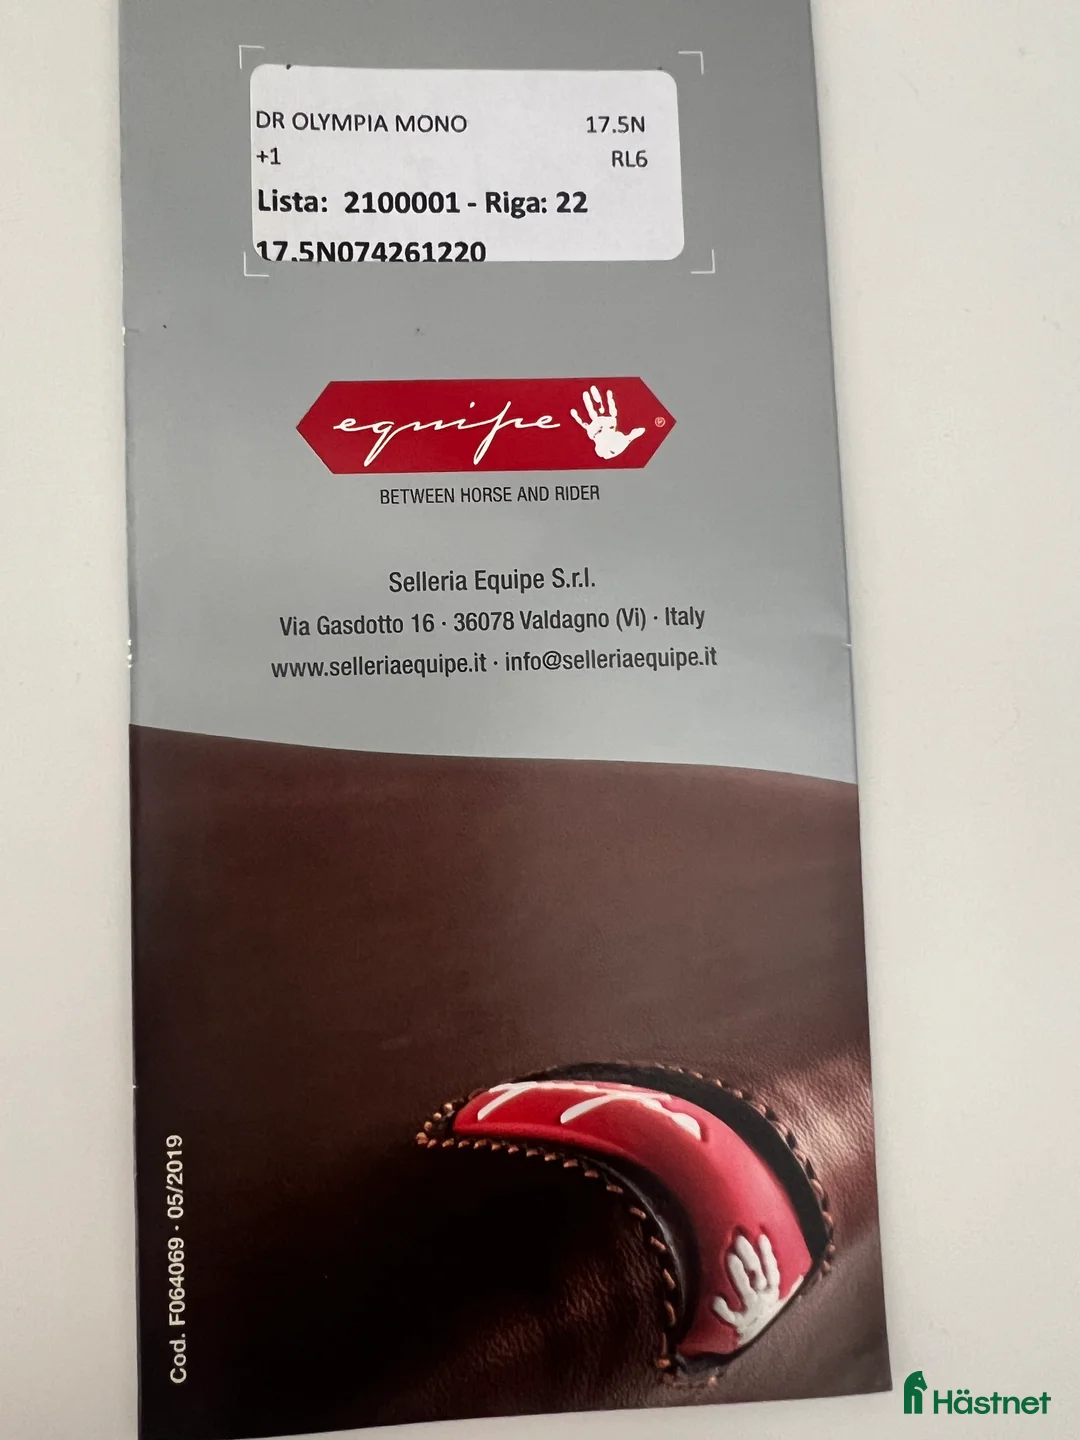 DR OLYMPIA MONO 17.5N
+1 RL6
Lista: 2100001 - Riga: 22
17.5N074261220
equipe ®
BETWEEN HORSE AND RIDER
Selleria Equipe S.r.l.
Via Gasdotto 16 · 36078 Valdagno (Vi) · Italy
www.selleriaequipe.it · info@selleriaequipe.it
Cod. F064069 · 05/2019
Hästnet